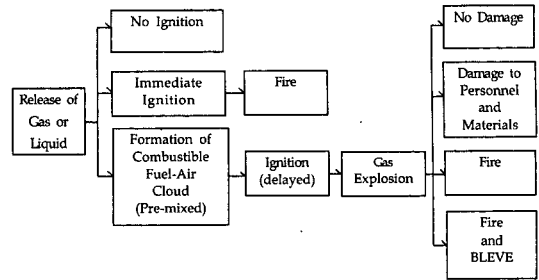 No Ignition
Immediate
Ignition
Fire
Release of
Gas or
Liquid
Formation of
Combustible
Fuel-Air
Cloud
(Pre-mixed)
Ignition
(delayed)
Gas
Explosion
No Damage
Damage to
Personnel
and
Materials
Fire
Fire
and
BLEVE